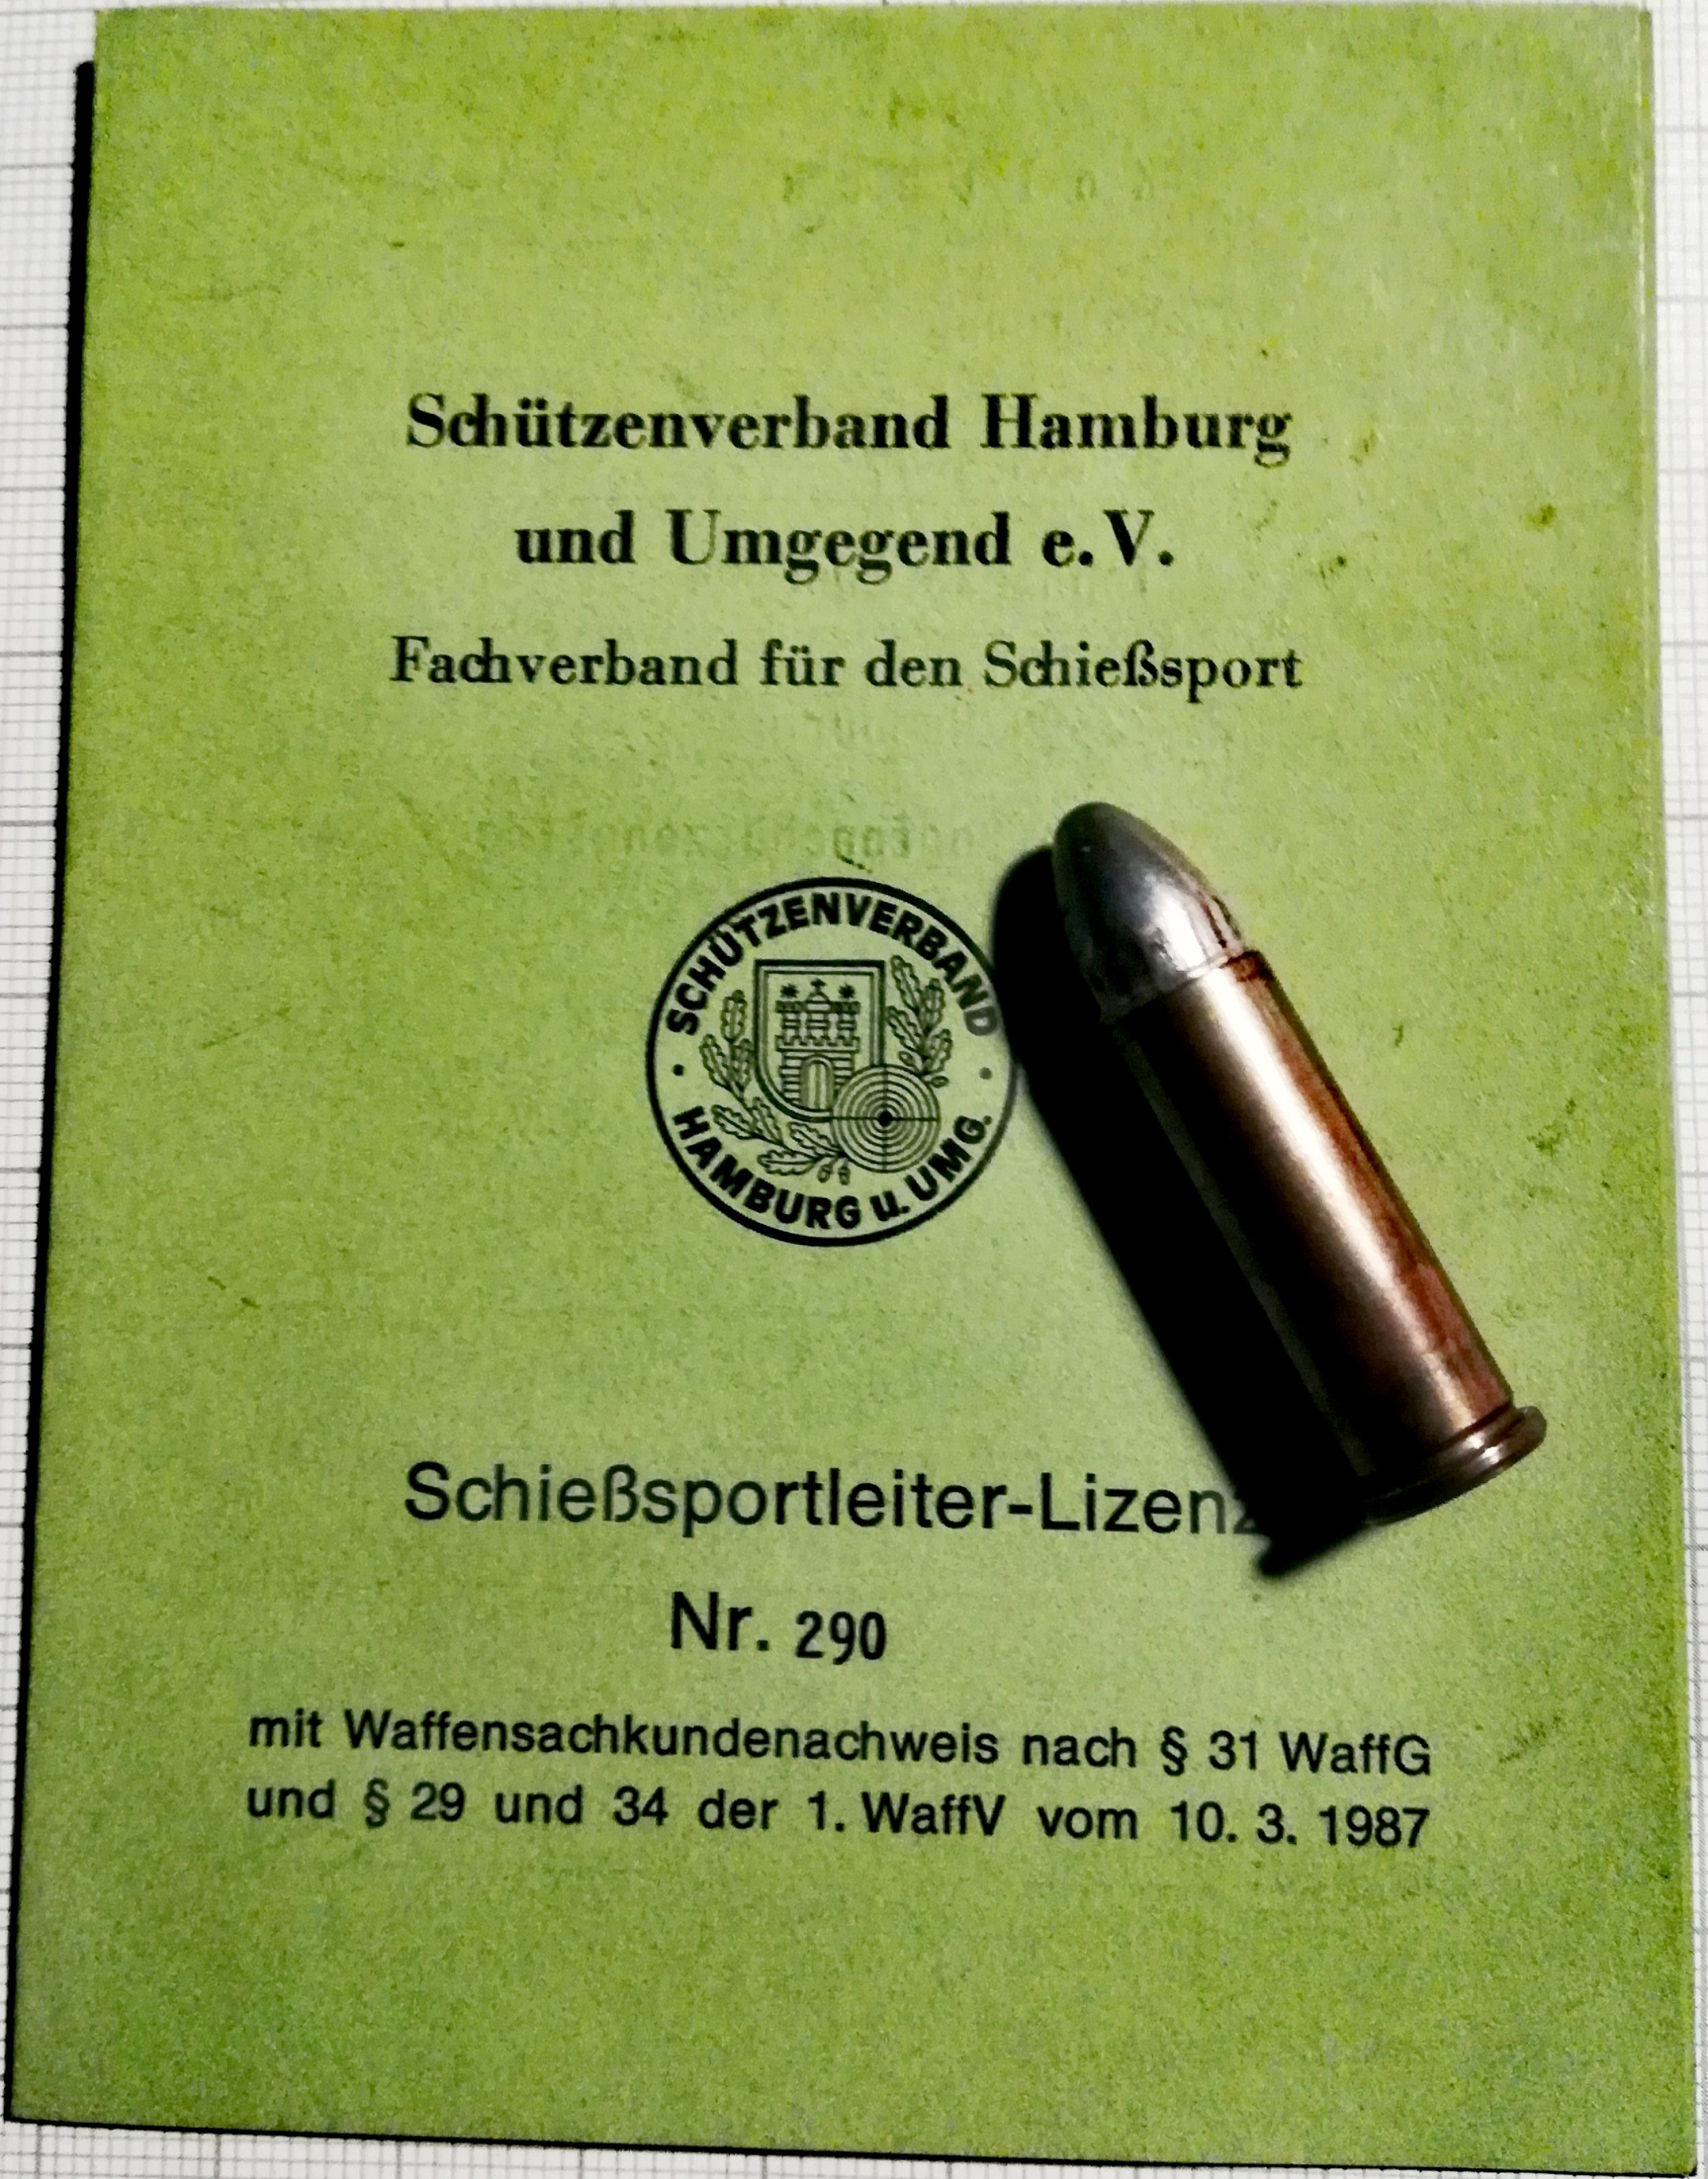 Schützenverband Hamburg
und Umgegend e. V.
Fachverband für den Schießsport
SCHÜTZENVERBAND
HAMBURG u. UMG.
Schießsportleiter-Lizenz
Nr. 290
mit Waffensachkundenachweis nach § 31 WaffG
und § 29 und 34 der 1. WaffV vom 10. 3. 1987